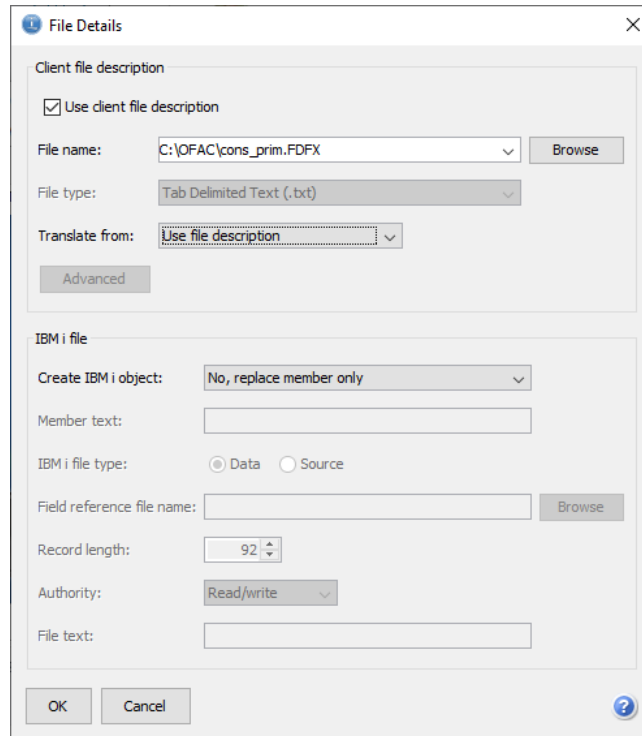 File Details
Client file description
Use client file description
File name: C:\OFAC\cons_prim.FDFX Browse
File type: Tab Delimited Text (.txt)
Translate from: Use file description
Advanced
IBM i file
Create IBM i object: No, replace member only
Member text:
IBM i file type: Data Source
Field reference file name: Browse
Record length: 92
Authority: Read/write
File text:
OK Cancel ?